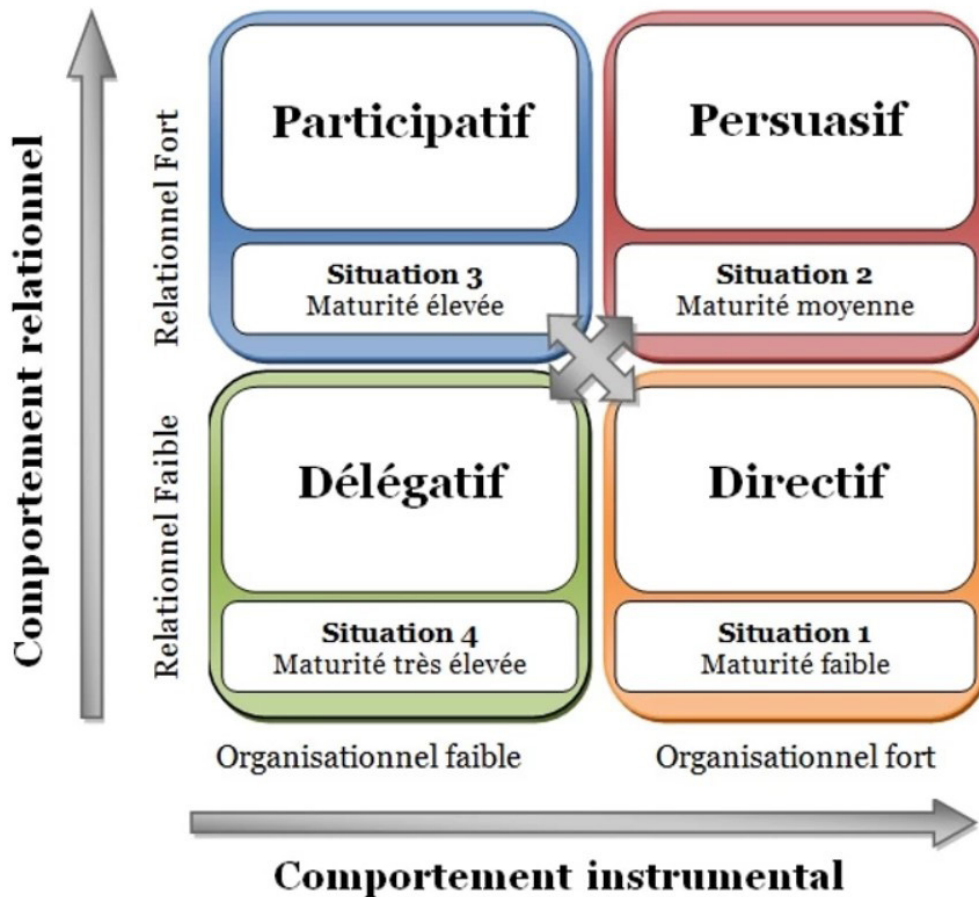 Comportement relationnel
Relationnel Fort
Participatif
Situation 3
Maturité élevée
Persuasif
Situation 2
Maturité moyenne
Relationnel Faible
Délégatif
Situation 4
Maturité très élevée
Directif
Situation 1
Maturité faible
Organisationnel faible
Organisationnel fort
Comportement instrumental